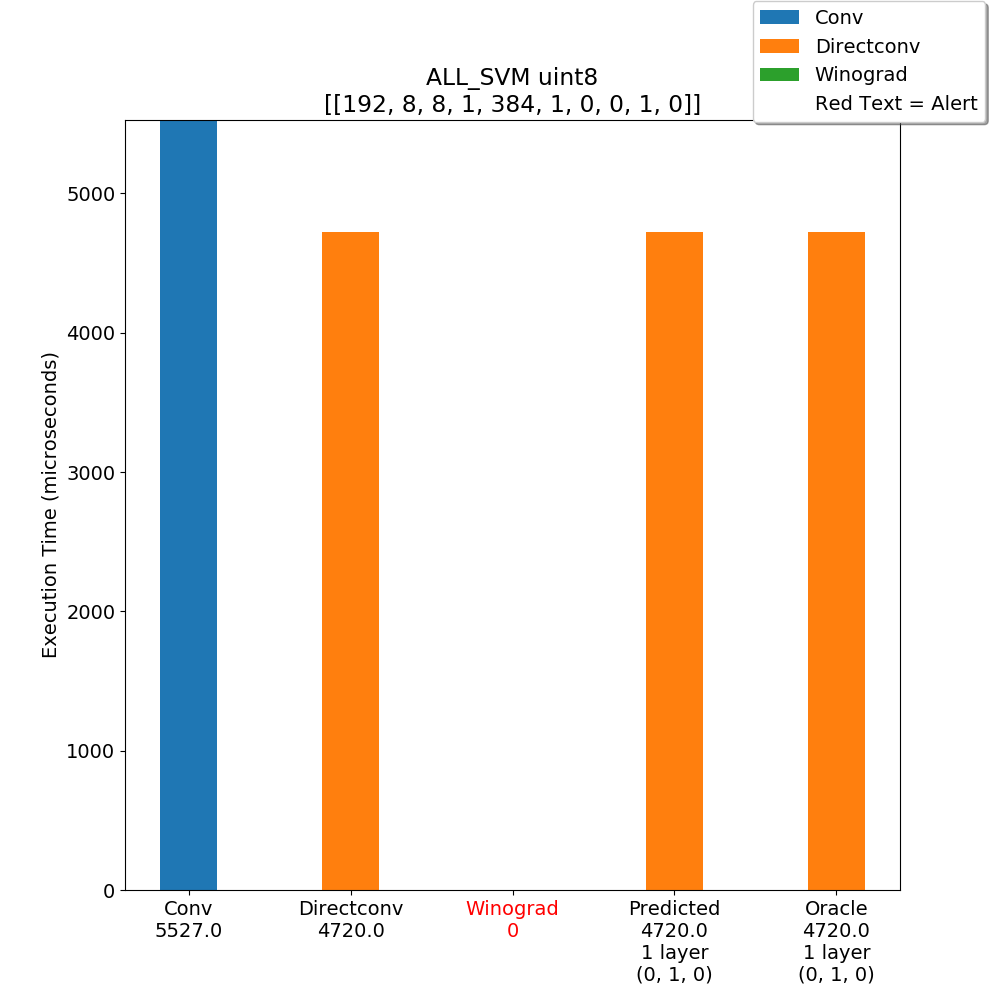 Conv
Directconv
Winograd
Red Text = Alert
ALL_SVM uint8
[[192, 8, 8, 1, 384, 1, 0, 0, 1, 0]]
Execution Time (microseconds)
5000
4000
3000
2000
1000
0
Conv
5527.0
Directconv
4720.0
Winograd
0
Predicted
4720.0
1 layer
(0, 1, 0)
Oracle
4720.0
1 layer
(0, 1, 0)